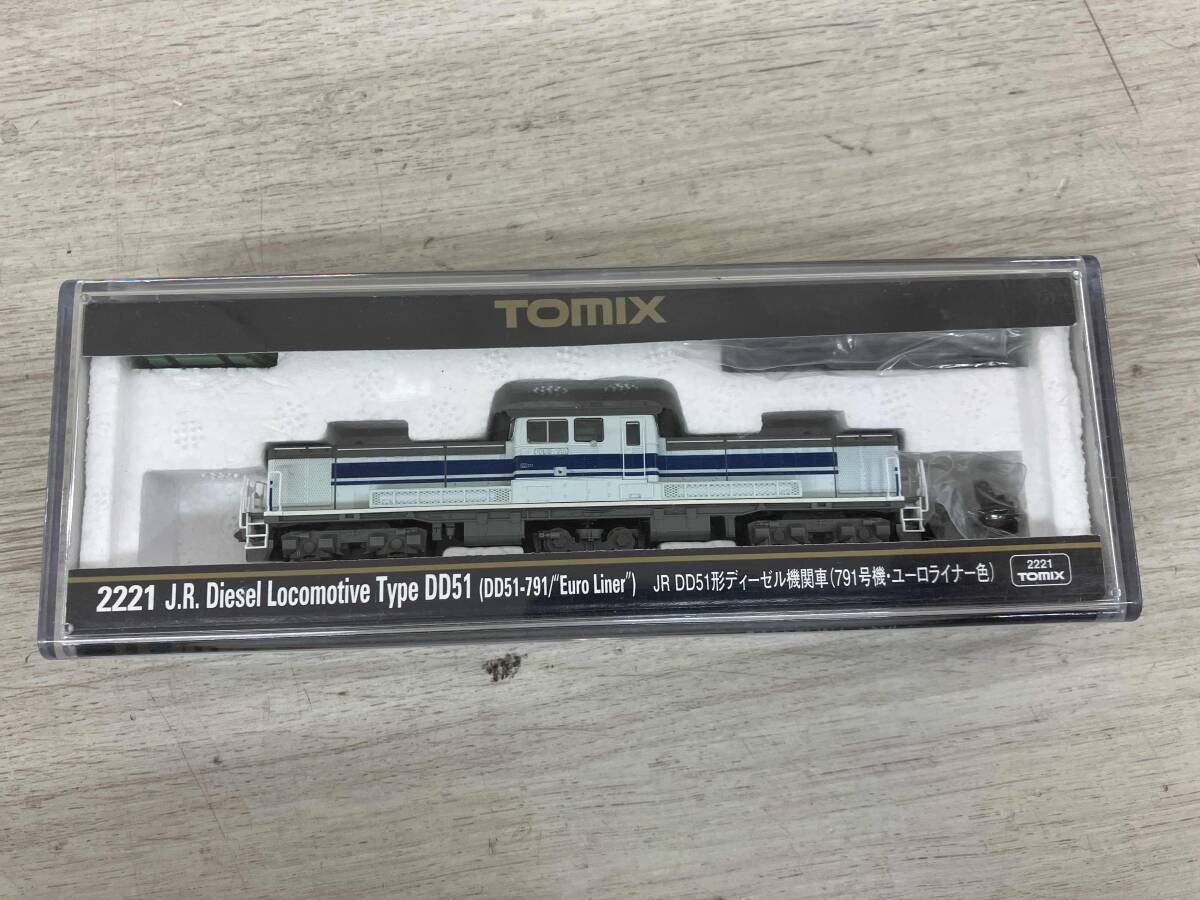 TOMIX
2221 J.R. Diesel Locomotive Type DD51 (DD51-791/"Euro Liner") JR DD51形ディーゼル機関車(791号機・ユーロライナー色)
2221
TOMIX